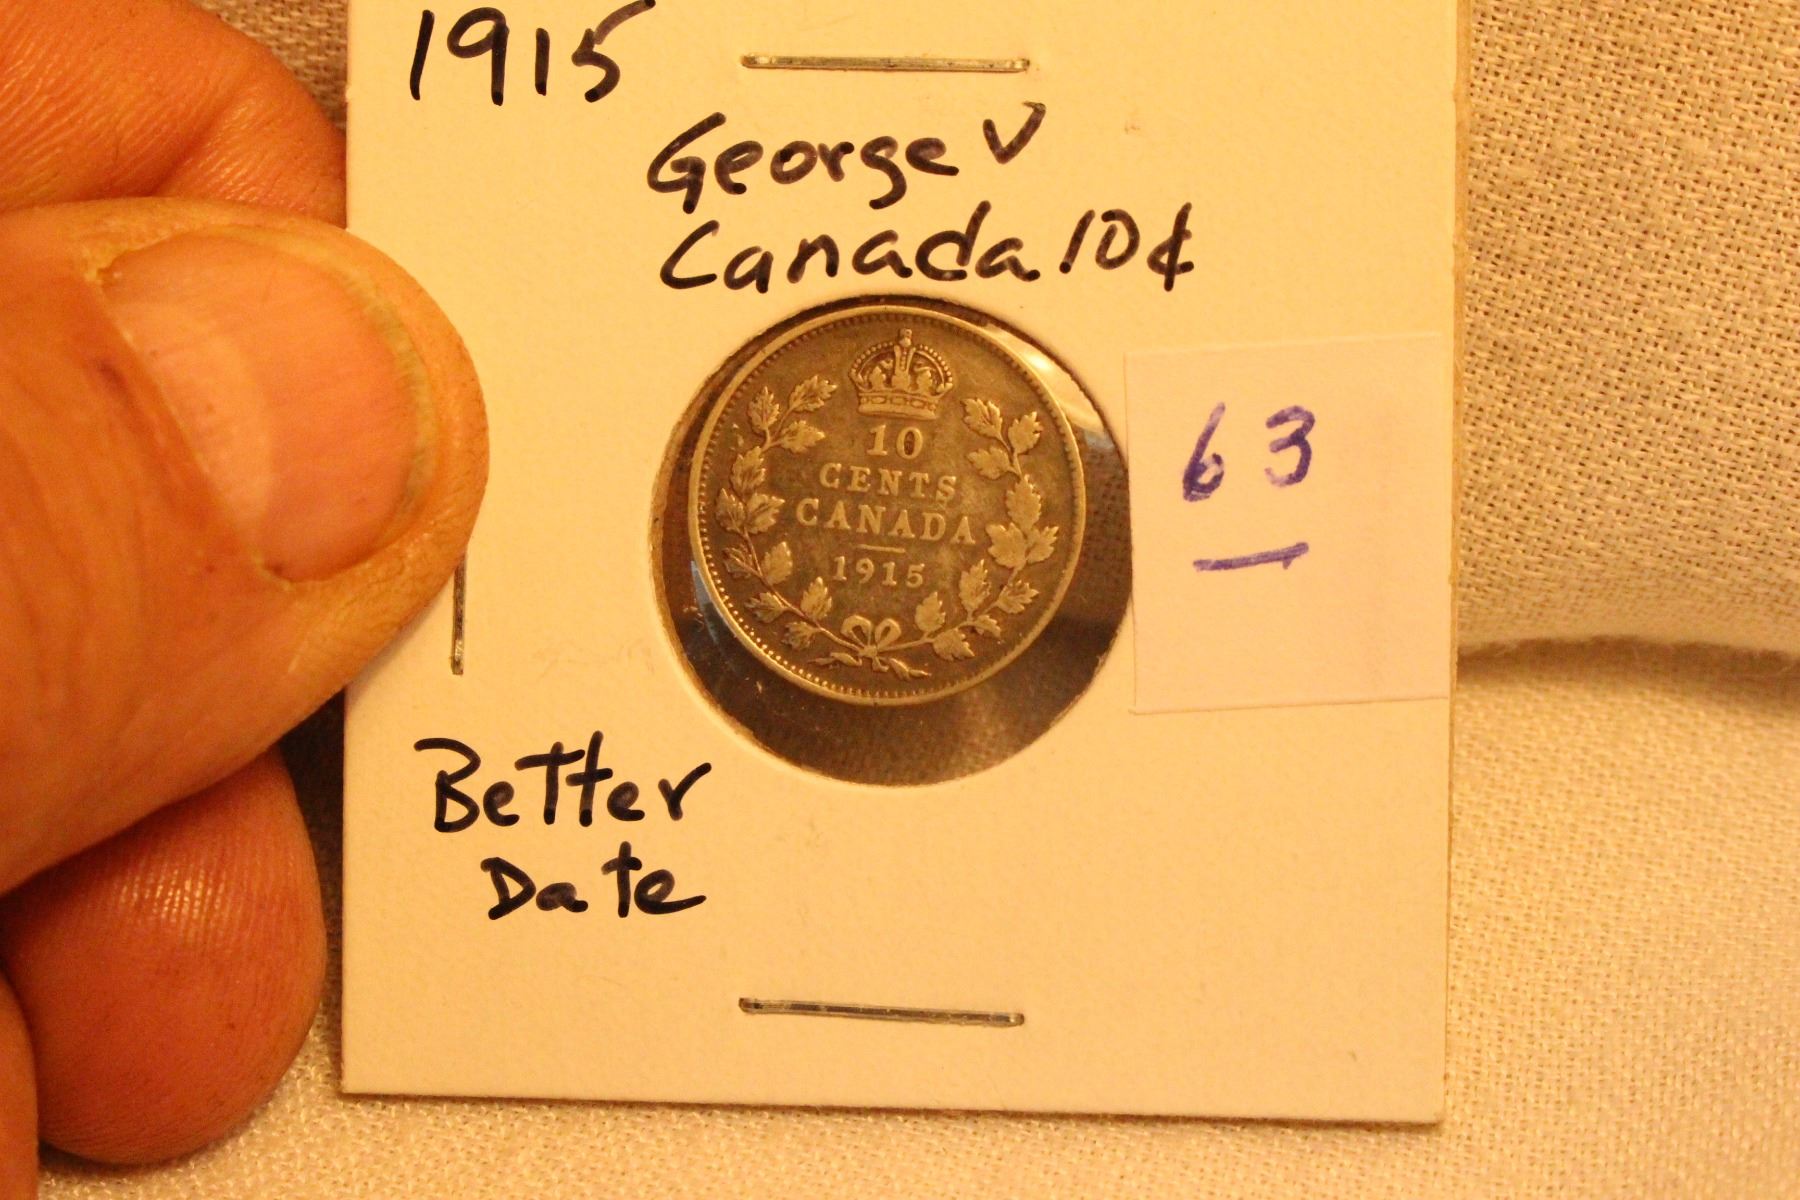 1915
George V
Canada 10¢
10
CENTS
CANADA
1915
63
Better
Date